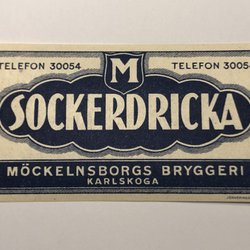 TELEFON 30054 M TELEFON 30054
SOCKERDRICKA
MÖCKELNSBORGS BRYGGERI
KARLSKOGA